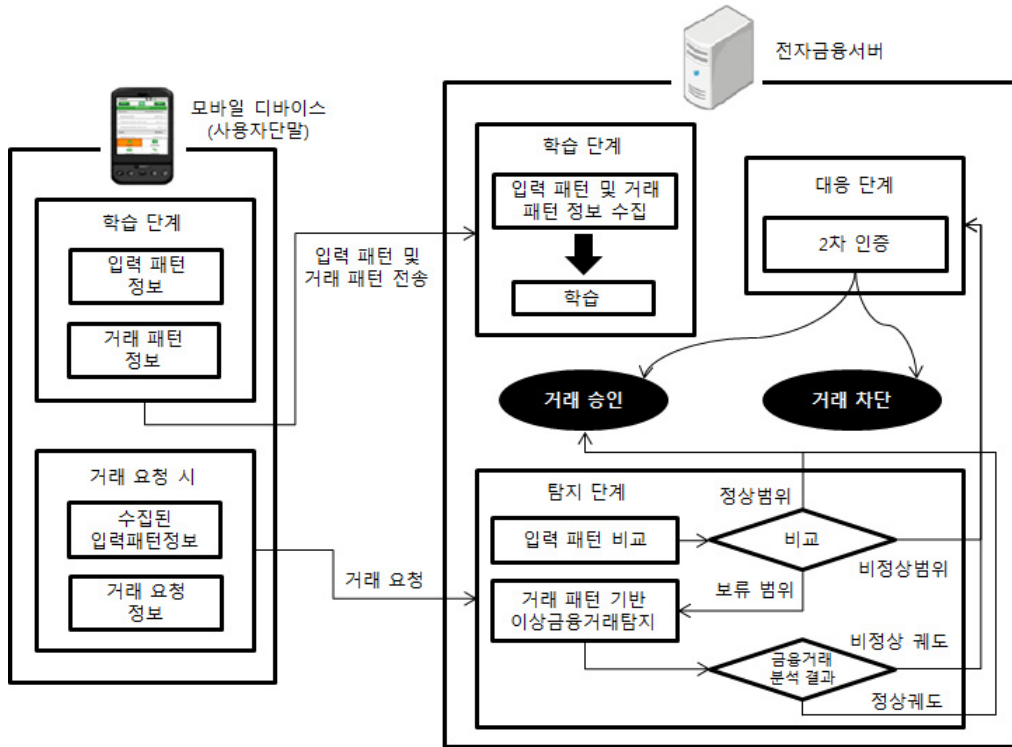 전자금융서버
모바일 디바이스
(사용자단말)
학습 단계
입력 패턴
정보
거래 패턴
정보
입력 패턴 및
거래 패턴 전송
학습 단계
입력 패턴 및 거래
패턴 정보 수집
학습
대응 단계
2차 인증
거래 승인
거래 차단
거래 요청 시
수집된
입력패턴정보
거래 요청
정보
거래 요청
탐지 단계
입력 패턴 비교
정상범위
비교
비정상범위
보류 범위
거래 패턴 기반
이상금융거래탐지
비정상 궤도
금융거래
분석 결과
정상궤도